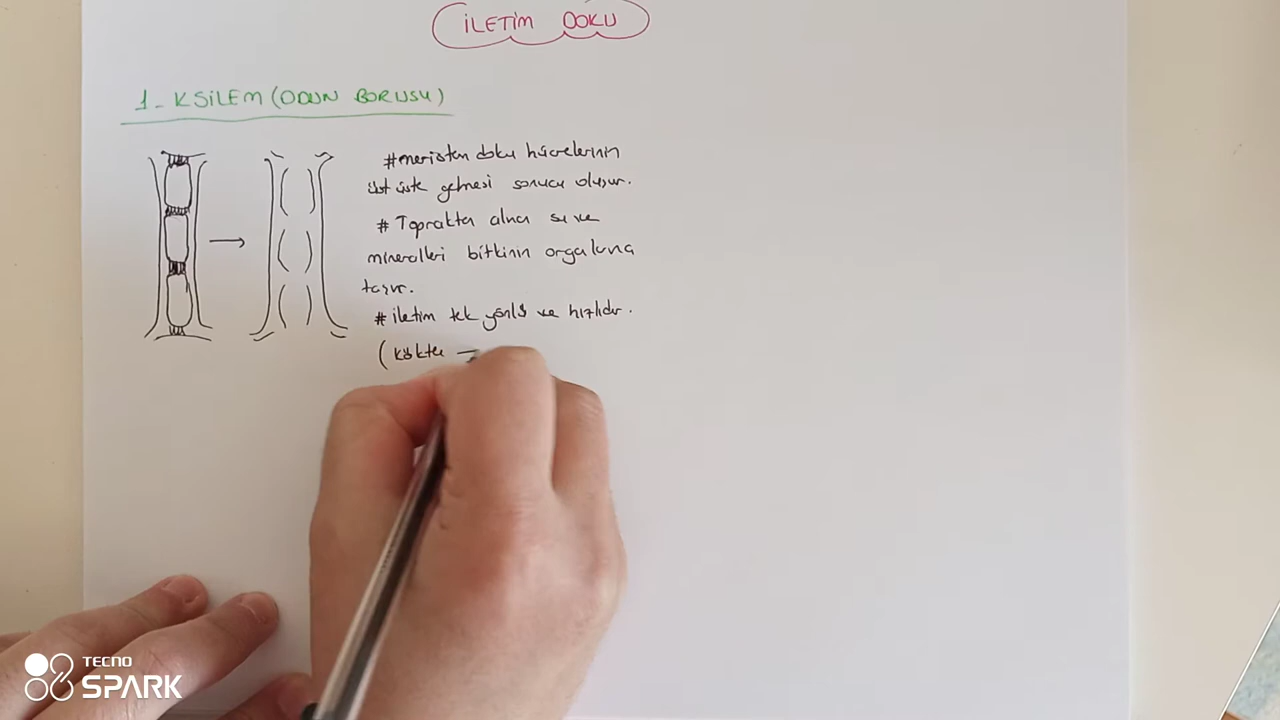 İLETİM DOKU
1- KSİLEM (ODUN BORUSU)
#meristem doku hücrelerinin
üst üste gelmesi sonucu oluşur.
# Topraktan alınan su ve
mineralleri bitkinin organlarına
taşır.
# iletim tek yönlü ve hızlıdır.
(kökten →
TECNO
SPARK